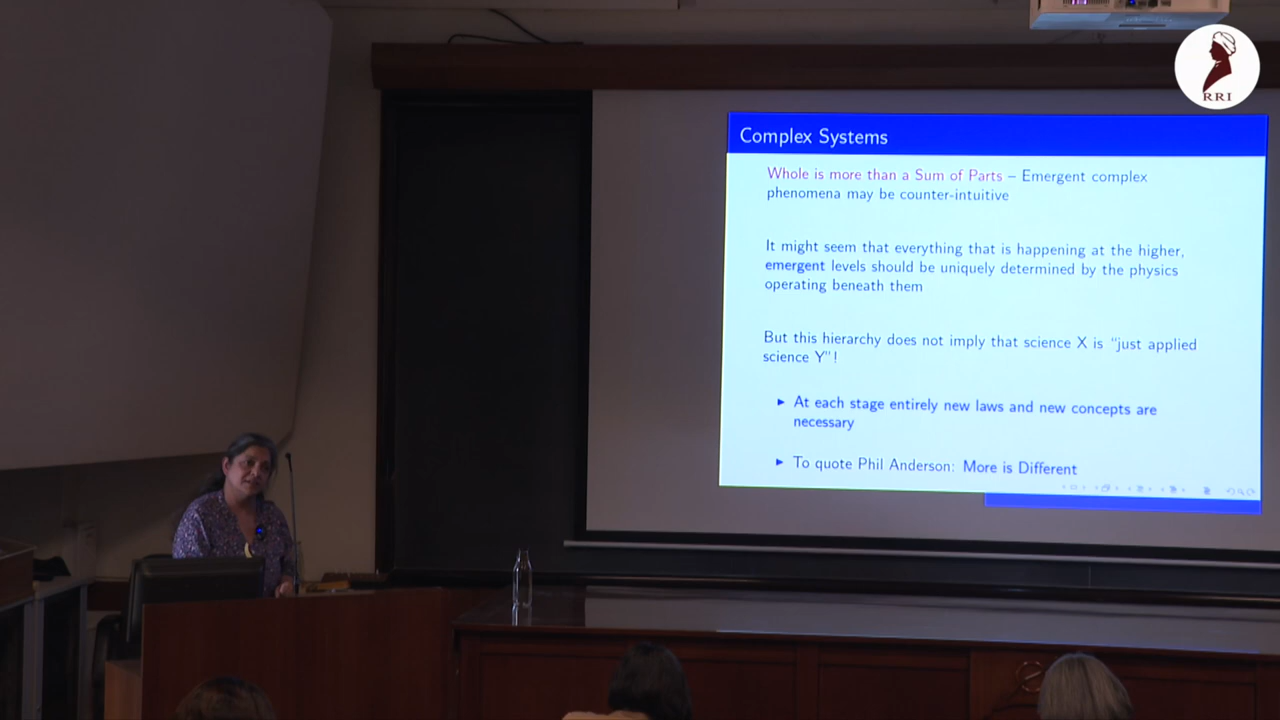 RRI
Complex Systems
Whole is more than a Sum of Parts – Emergent complex
phenomena may be counter-intuitive
It might seem that everything that is happening at the higher,
emergent levels should be uniquely determined by the physics
operating beneath them
But this hierarchy does not imply that science X is “just applied
science Y”!
► At each stage entirely new laws and new concepts are
necessary
► To quote Phil Anderson: More is Different